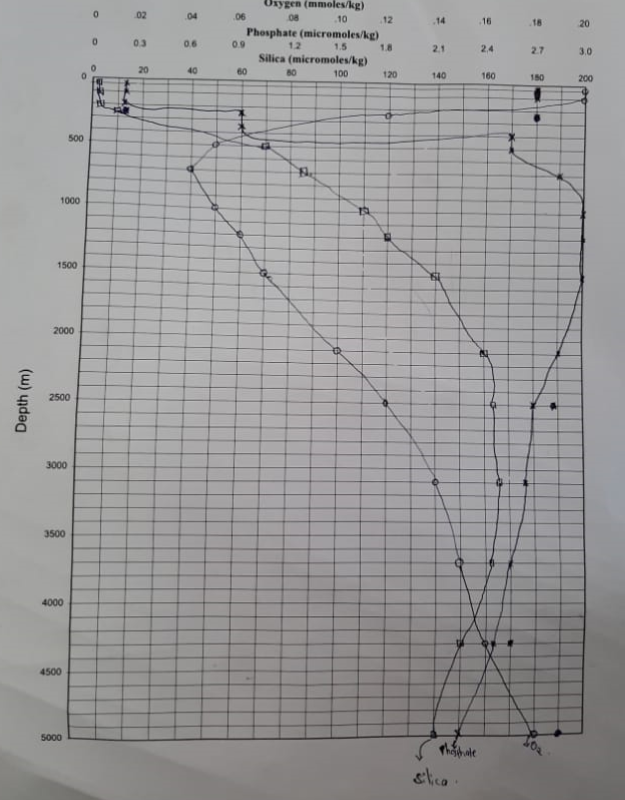 Oxygen (mmoles/kg)
0 .02 .04 .06 .08 .10 .12 .14 .16 .18 .20
Phosphate (micromoles/kg)
0 0.3 0.6 0.9 1.2 1.5 1.8 2.1 2.4 2.7 3.0
Silica (micromoles/kg)
0 20 40 60 80 100 120 140 160 180 200
0
500
1000
1500
2000
2500
3000
3500
4000
4500
5000
Depth (m)
Phosphate
O2
Silica.